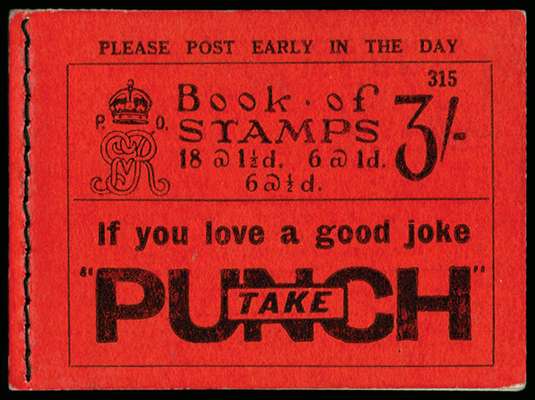 PLEASE POST EARLY IN THE DAY
315
P. O.
Book · of
STAMPS
3/-
18 @ 1½d. 6 @ 1d.
6 @ ½d.
If you love a good joke
"PUNCH"
TAKE